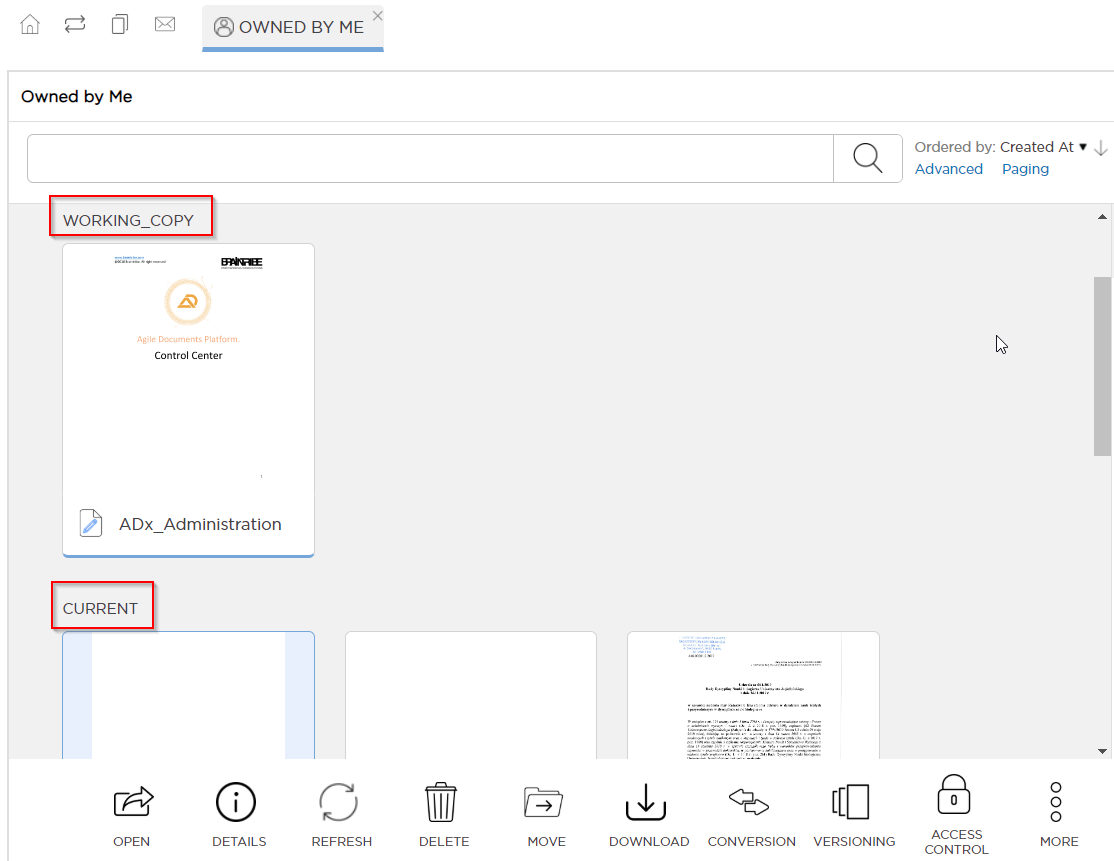 OWNED BY ME
Owned by Me
Ordered by: Created At
Advanced Paging
WORKING_COPY
BRAINTRIBE
Agile Documents Platform.
Control Center
ADx_Administration
CURRENT
OPEN
DETAILS
REFRESH
DELETE
MOVE
DOWNLOAD
CONVERSION
VERSIONING
ACCESS
CONTROL
MORE